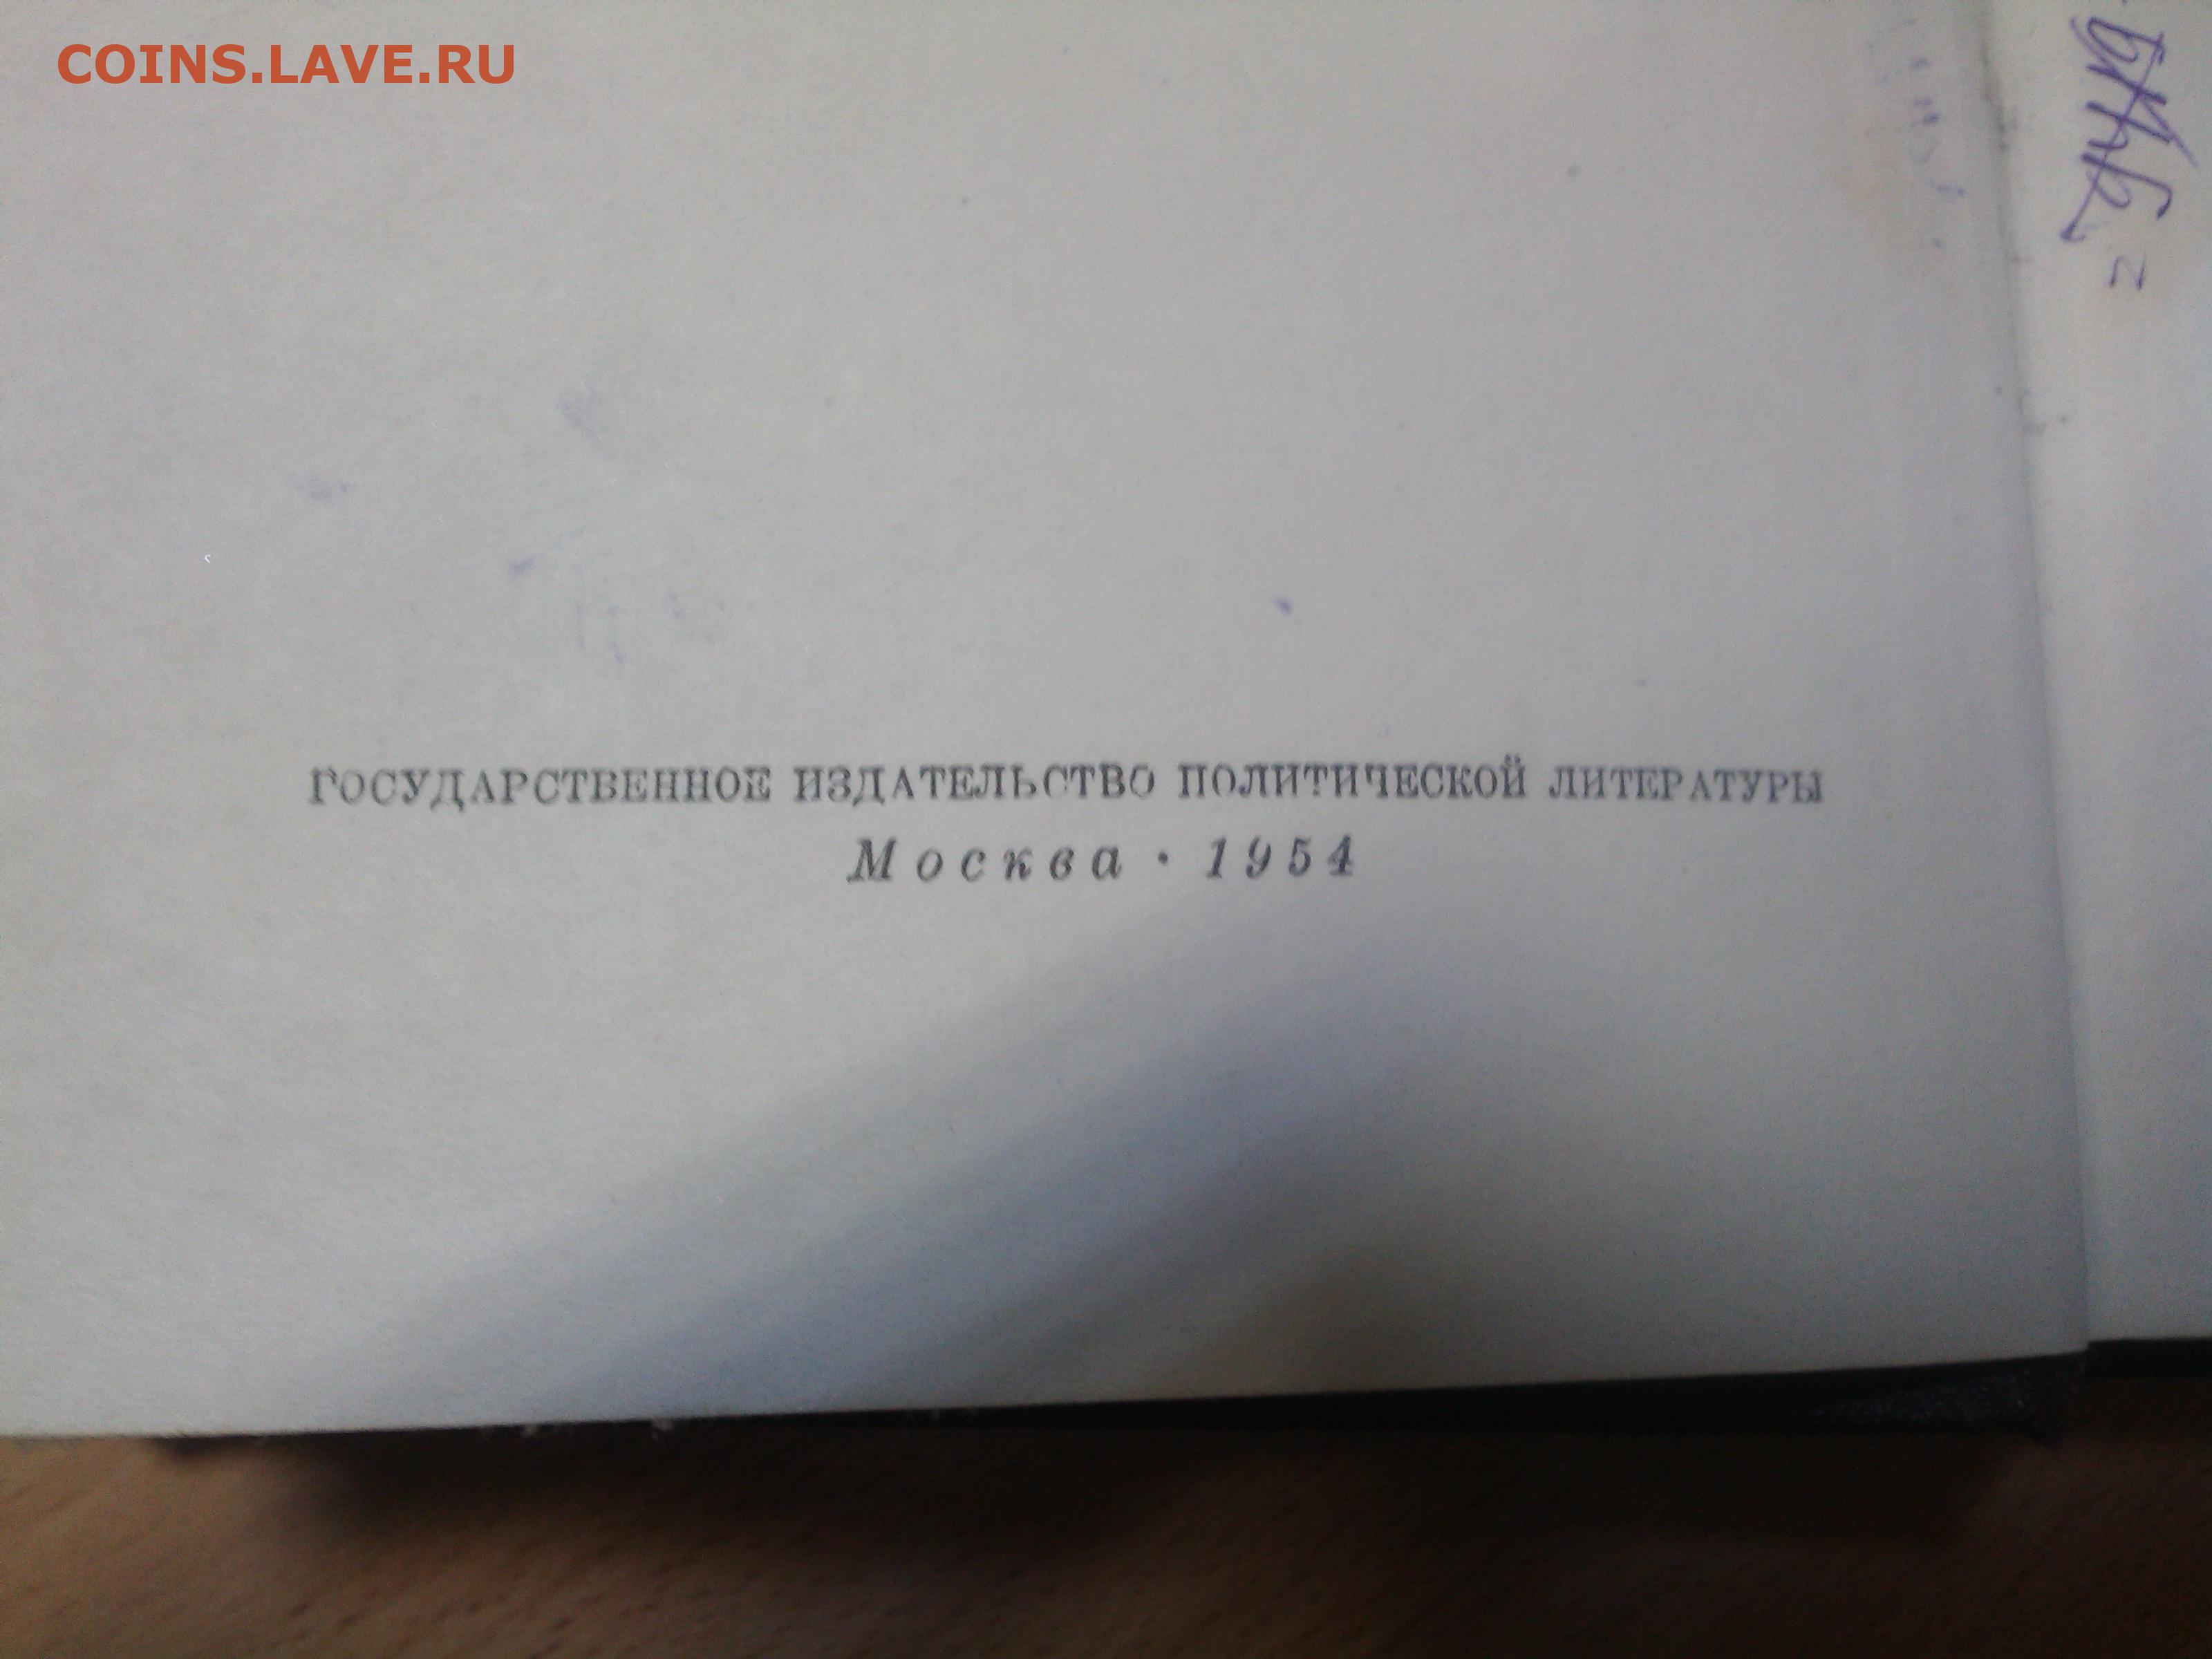 COINS.LAVE.RU
ГОСУДАРСТВЕННОЕ ИЗДАТЕЛЬСТВО ПОЛИТИЧЕСКОЙ ЛИТЕРАТУРЫ
Москва · 1954